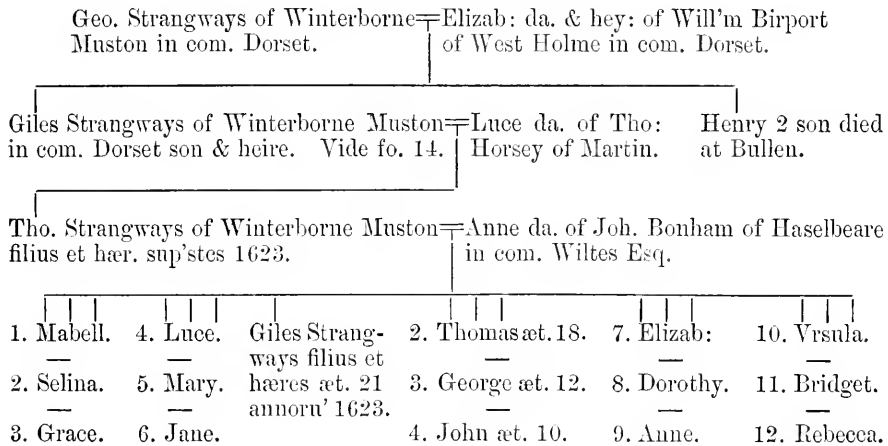 Geo. Strangways of Winterborne Elizab: da. & hey: of Will'm Birport
Muston in com. Dorset. of West Holme in com. Dorset.
Giles Strangways of Winterborne Muston Luce da. of Tho: Henry 2 son died
in com. Dorset son & heire. Vide fo. 14. Horsey of Martin. at Bullen.
Tho. Strangways of Winterborne Muston Anne da. of Joh. Bonham of Haselbeare
filius et hær. sup'stes 1623. in com. Wiltes Esq.
1. Mabell. 4. Luce. Giles Strang- 2. Thomas æt. 18. 7. Elizab: 10. Vrsula.
ways filius et
2. Selina. 5. Mary. hæres æt. 21 3. George æt. 12. 8. Dorothy. 11. Bridget.
annoru' 1623.
3. Grace. 6. Jane. 4. John æt. 10. 9. Anne. 12. Rebecca.